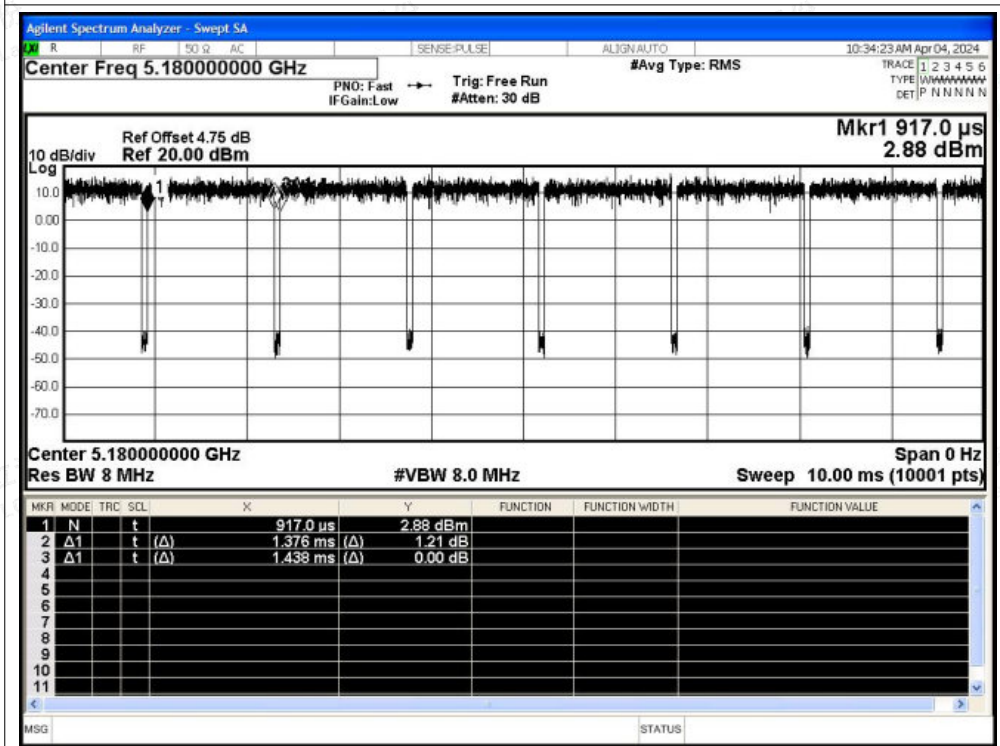 Agilent Spectrum Analyzer - Swept SA
LXI R RF 50 Ω AC SENSE:PULSE ALIGN AUTO 10:34:23 AM Apr 04, 2024
Center Freq 5.180000000 GHz #Avg Type: RMS TRACE 1 2 3 4 5 6
PNO: Fast Trig: Free Run TYPE WWWWWW
IFGain:Low #Atten: 30 dB DET P N N N N N
Mkr1 917.0 µs
Ref Offset 4.75 dB
10 dB/div Ref 20.00 dBm 2.88 dBm
Log
10.0
0.00
-10.0
-20.0
-30.0
-40.0
-50.0
-60.0
-70.0
1
Center 5.180000000 GHz Span 0 Hz
Res BW 8 MHz #VBW 8.0 MHz Sweep 10.00 ms (10001 pts)
MKR MODE TRC SCL X Y FUNCTION FUNCTION WIDTH FUNCTION VALUE
1 N t 917.0 µs 2.88 dBm
2 Δ1 t (Δ) 1.376 ms (Δ) 1.21 dB
3 Δ1 t (Δ) 1.438 ms (Δ) 0.00 dB
4
5
6
7
8
9
10
11
MSG STATUS